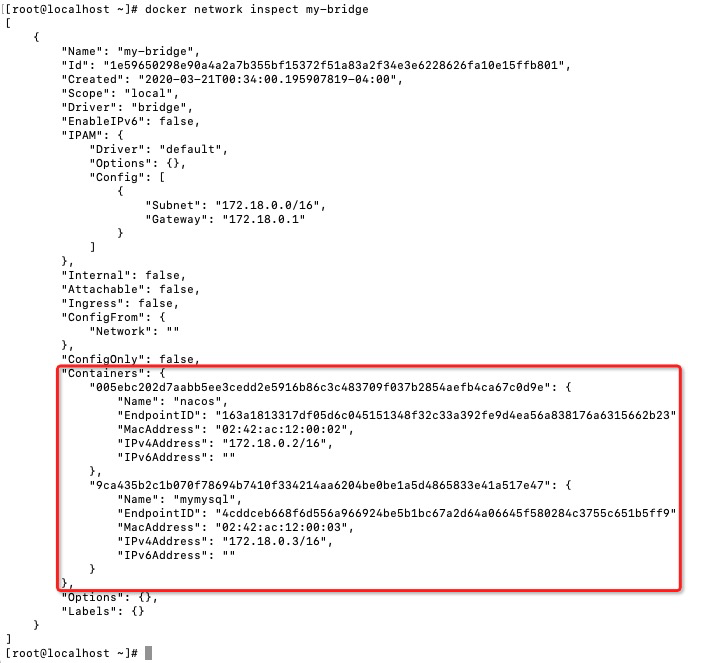 [root@localhost ~]# docker network inspect my-bridge
[
    {
        "Name": "my-bridge",
        "Id": "1e59650298e90a4a2a7b355bf15372f51a83a2f34e3e6228626fa10e15ffb801",
        "Created": "2020-03-21T00:34:00.195907819-04:00",
        "Scope": "local",
        "Driver": "bridge",
        "EnableIPv6": false,
        "IPAM": {
            "Driver": "default",
            "Options": {},
            "Config": [
                {
                    "Subnet": "172.18.0.0/16",
                    "Gateway": "172.18.0.1"
                }
            ]
        },
        "Internal": false,
        "Attachable": false,
        "Ingress": false,
        "ConfigFrom": {
            "Network": ""
        },
        "ConfigOnly": false,
        "Containers": {
            "005ebc202d7aabb5ee3cedd2e5916b86c3c483709f037b2854aefb4ca67c0d9e": {
                "Name": "nacos",
                "EndpointID": "163a1813317df05d6c045151348f32c33a392fe9d4ea56a838176a6315662b23"
                "MacAddress": "02:42:ac:12:00:02",
                "IPv4Address": "172.18.0.2/16",
                "IPv6Address": ""
            },
            "9ca435b2c1b070f78694b7410f334214aa6204be0be1a5d4865833e41a517e47": {
                "Name": "mymysql",
                "EndpointID": "4cddceb668f6d556a966924be5b1bc67a2d64a06645f580284c3755c651b5ff9"
                "MacAddress": "02:42:ac:12:00:03",
                "IPv4Address": "172.18.0.3/16",
                "IPv6Address": ""
            }
        },
        "Options": {},
        "Labels": {}
    }
]
[root@localhost ~]#